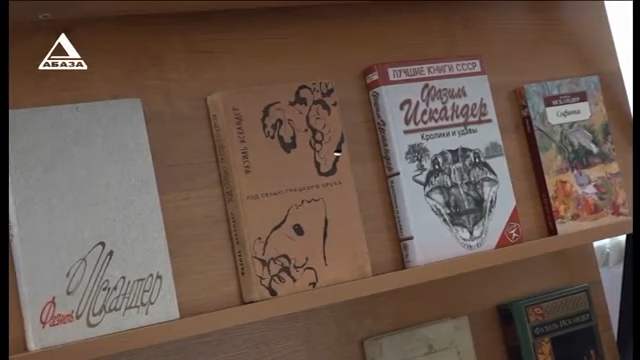 АБАЗА
Фазиль
Искандер
ФАЗИЛЬ ИСКАНДЕР
ПОД СЕНЬЮ ГРЕЦКОГО ОРЕХА
ЛУЧШИЕ КНИГИ СССР
Фазиль
Искандер
Кролики и удавы
ИСКАНДЕР
Софичка
ФАЗИЛЬ ИСКАНДЕР